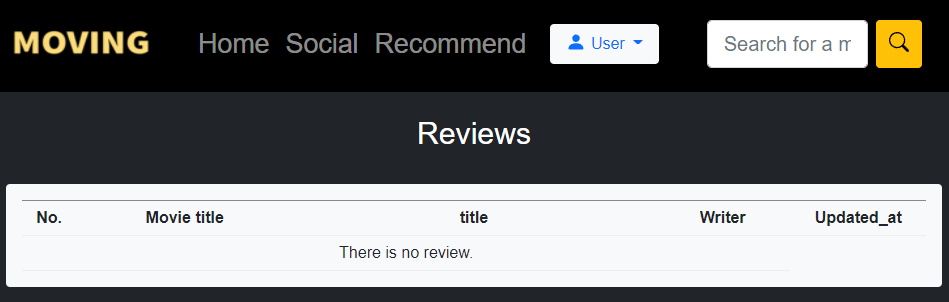 MOVING Home Social Recommend User Search for a m
Reviews
No. Movie title title Writer Updated_at
There is no review.